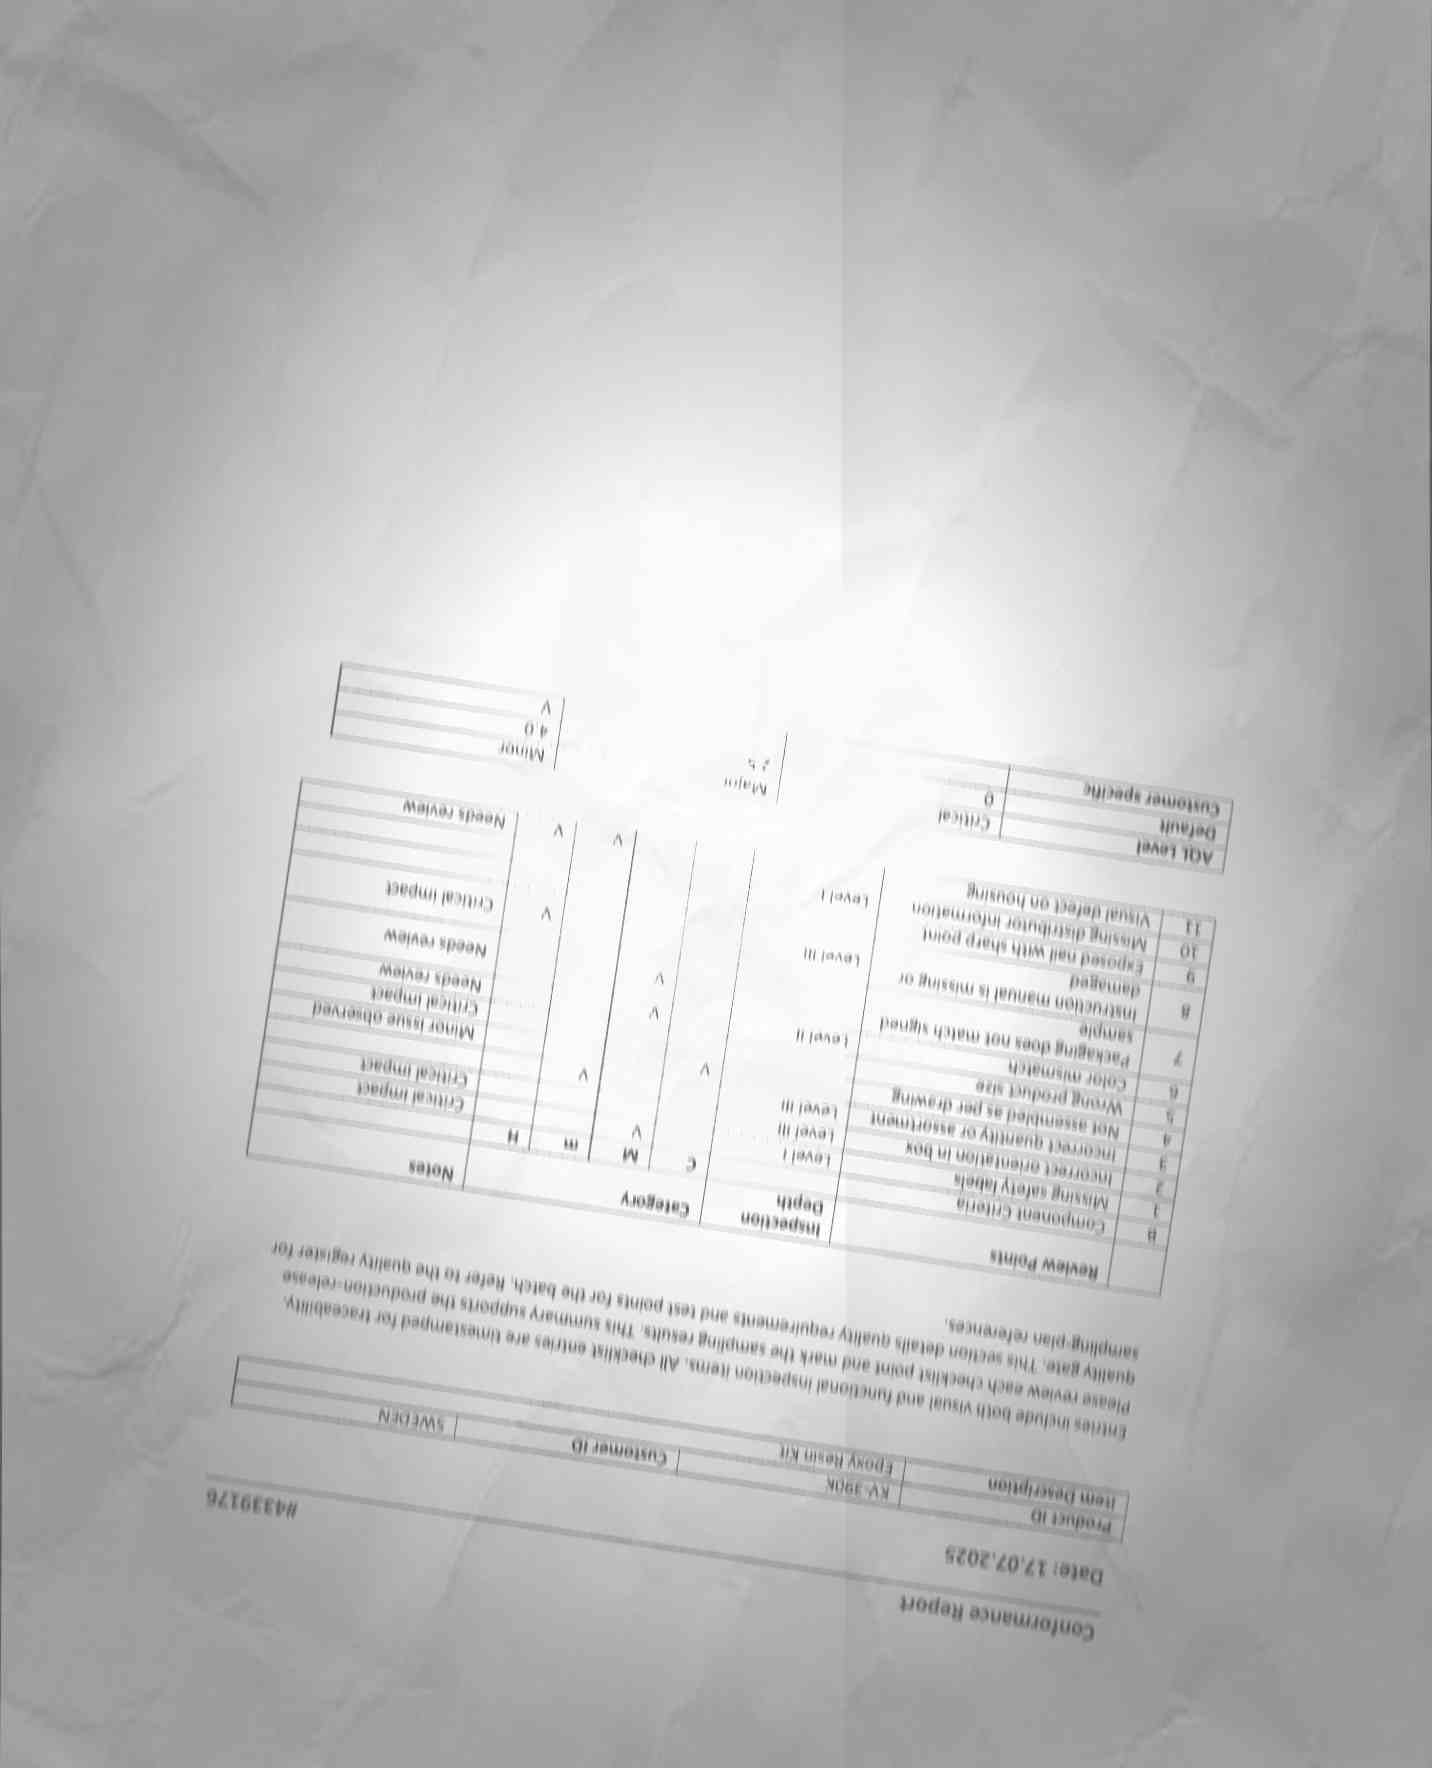 Conformance Report #4339176
Date: 17.07.2025
Product ID KV-390K Customer ID SWEDEN
Item Description Epoxy Resin Kit
Entries include both visual and functional inspection items. All checklist entries are timestamped for traceability.
Please review each checklist point and mark the sampling results. This summary supports the production-release
quality gate. This section details quality requirements and test points for the batch. Refer to the quality register for
sampling-plan references.
Review Points Inspection Depth Category Notes
B Component Criteria C M m H
1 Missing safety labels Level I V Critical impact
2 Incorrect orientation in box Level III Critical impact
3 Incorrect quantity or assortment Level III V
4 Not assembled as per drawing V Minor issue observed
5 Wrong product size Critical impact
6 Color mismatch Level II V Needs review
7 Packaging does not match signed sample V Needs review
8 Instruction manual is missing or damaged Level III V Critical impact
9 Exposed nail with sharp point
10 Missing distributor information Level I
11 Visual defect on housing V V Needs review
AQL Level Critical Major Minor
Default 0 2.5 4.0
Customer specific V